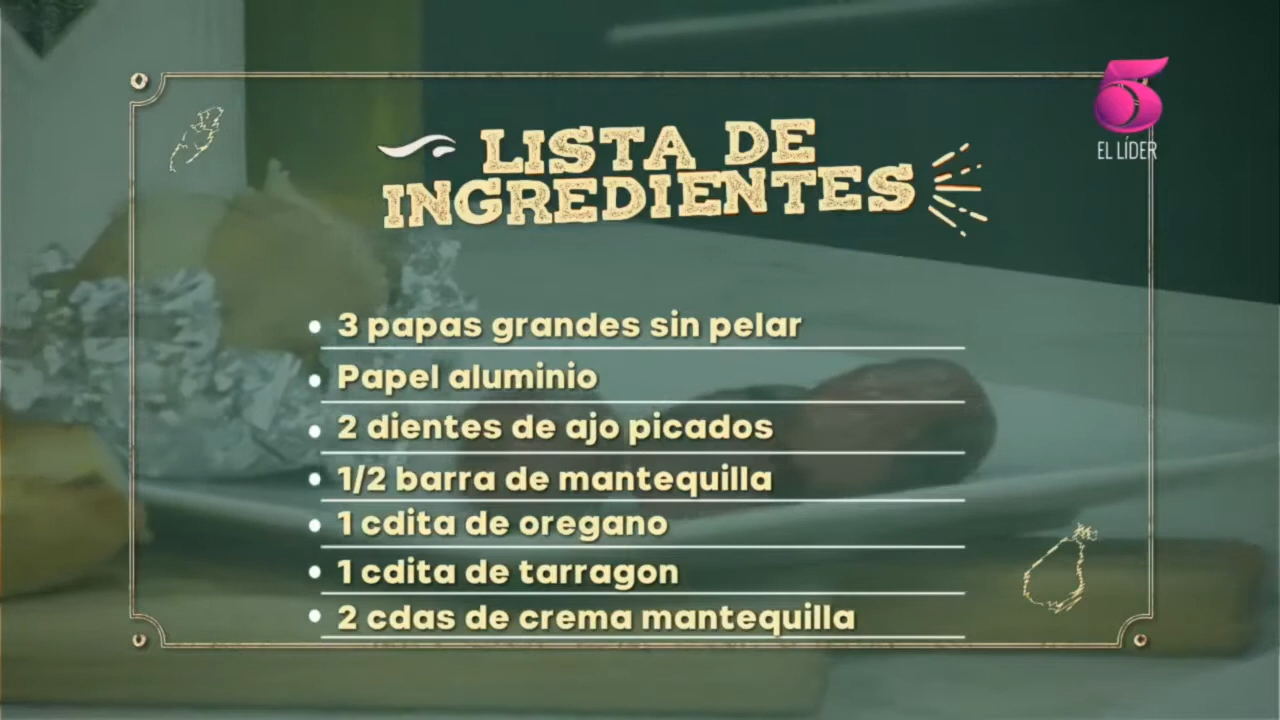 5
EL LÍDER
LISTA DE
INGREDIENTES
• 3 papas grandes sin pelar
• Papel aluminio
• 2 dientes de ajo picados
• 1/2 barra de mantequilla
• 1 cdita de oregano
• 1 cdita de tarragon
• 2 cdas de crema mantequilla